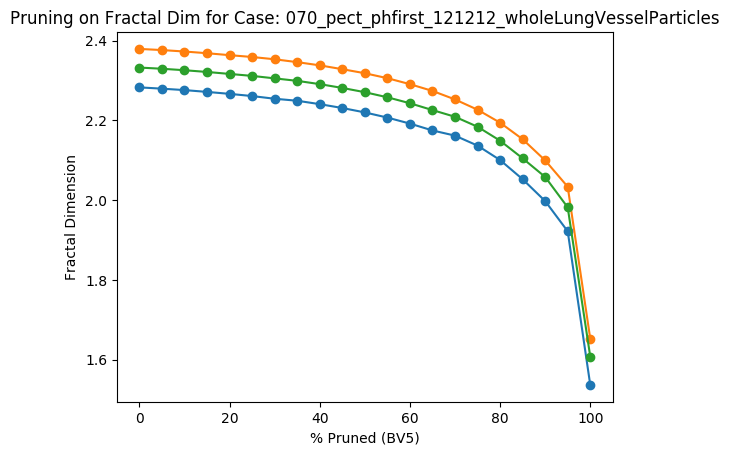 Pruning on Fractal Dim for Case: 070_pect_phfirst_121212_wholeLungVesselParticles
2.4
2.2
2.0
1.8
1.6
Fractal Dimension
0 20 40 60 80 100
% Pruned (BV5)